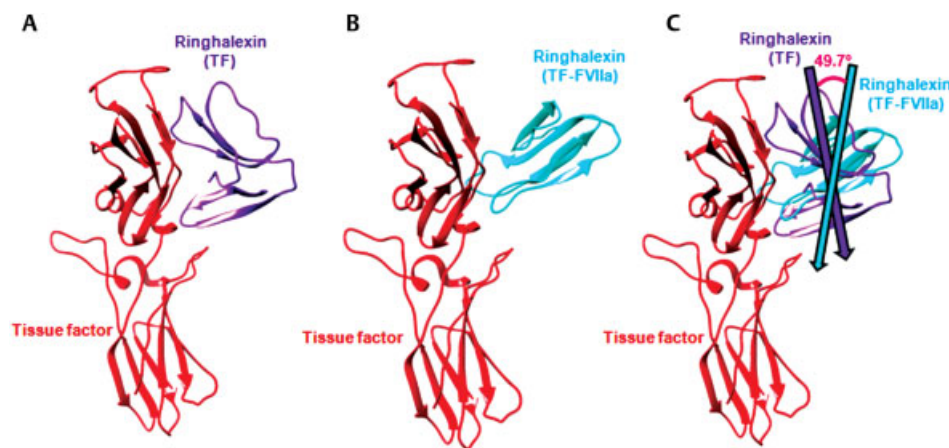 A
Ringhalexin
(TF)
Tissue factor
B
Ringhalexin
(TF-FVIIa)
Tissue factor
C
Ringhalexin
(TF)
49.7°
Ringhalexin
(TF-FVIIa)
Tissue factor